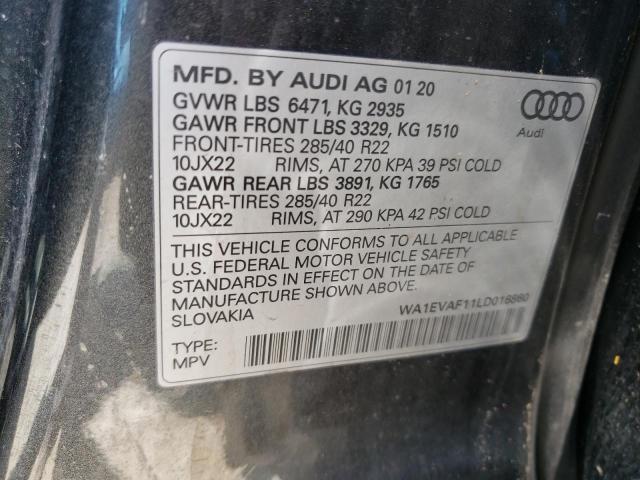 MFD. BY AUDI AG 01 20
GVWR LBS 6471, KG 2935
GAWR FRONT LBS 3329, KG 1510
FRONT-TIRES 285/40 R22
10JX22 RIMS, AT 270 KPA 39 PSI COLD
GAWR REAR LBS 3891, KG 1765
REAR-TIRES 285/40 R22
10JX22 RIMS, AT 290 KPA 42 PSI COLD
Audi
THIS VEHICLE CONFORMS TO ALL APPLICABLE
U.S. FEDERAL MOTOR VEHICLE SAFETY
STANDARDS IN EFFECT ON THE DATE OF
MANUFACTURE SHOWN ABOVE.
SLOVAKIA
WA1EVAF11LD016860
TYPE:
MPV